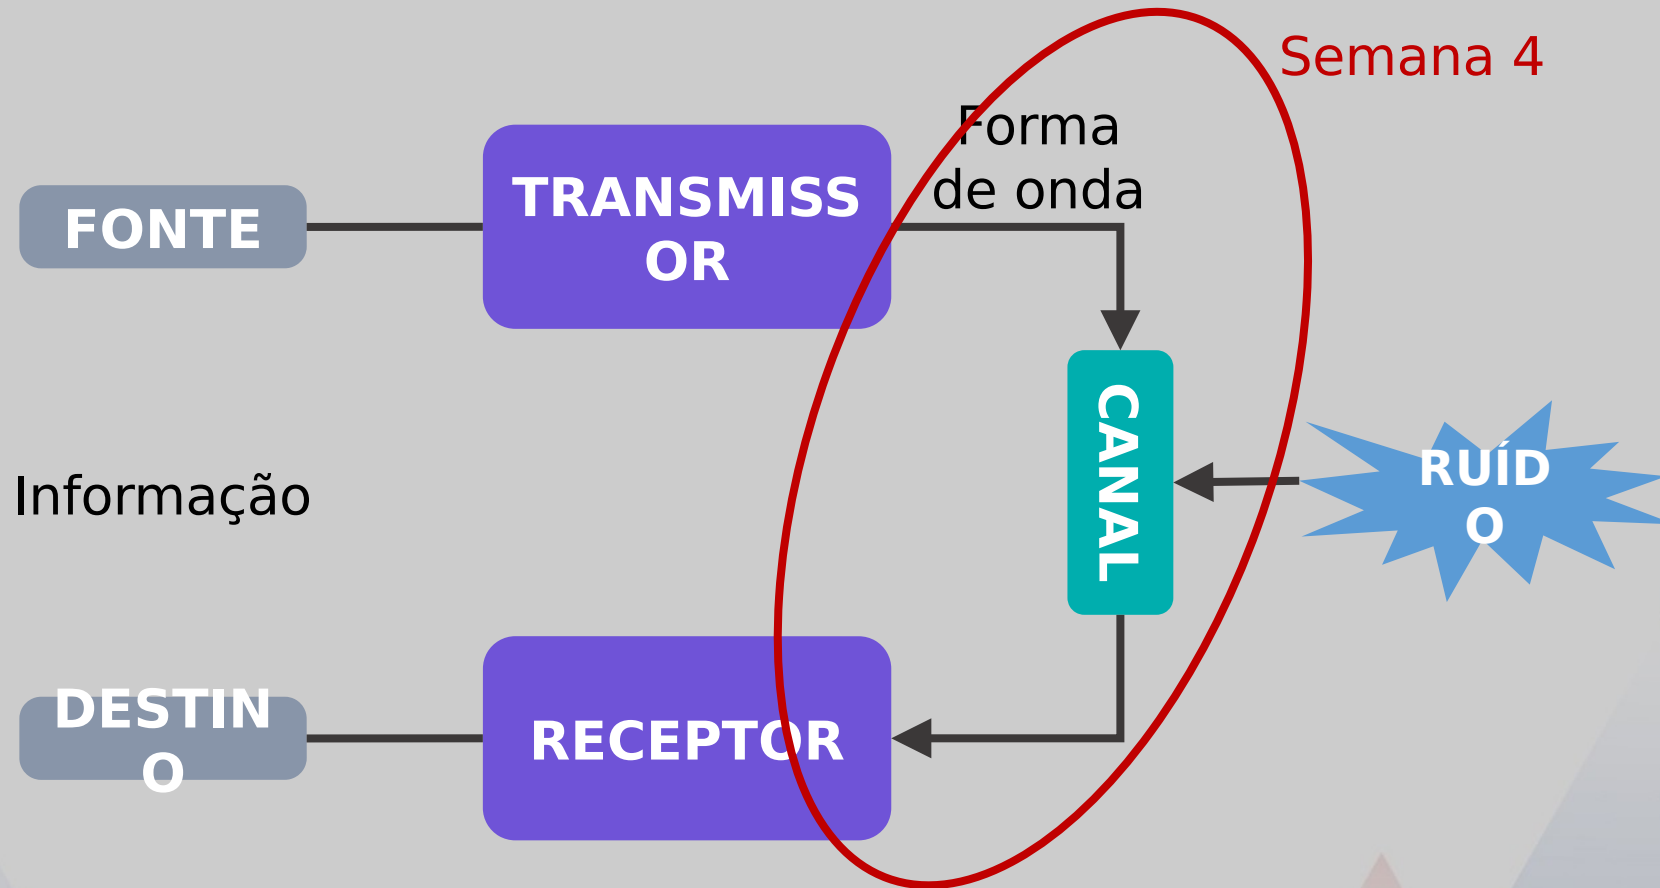 Semana 4
Forma
de onda
FONTE
TRANSMISS
OR
CANAL
RUÍD
O
Informação
DESTIN
O
RECEPTOR